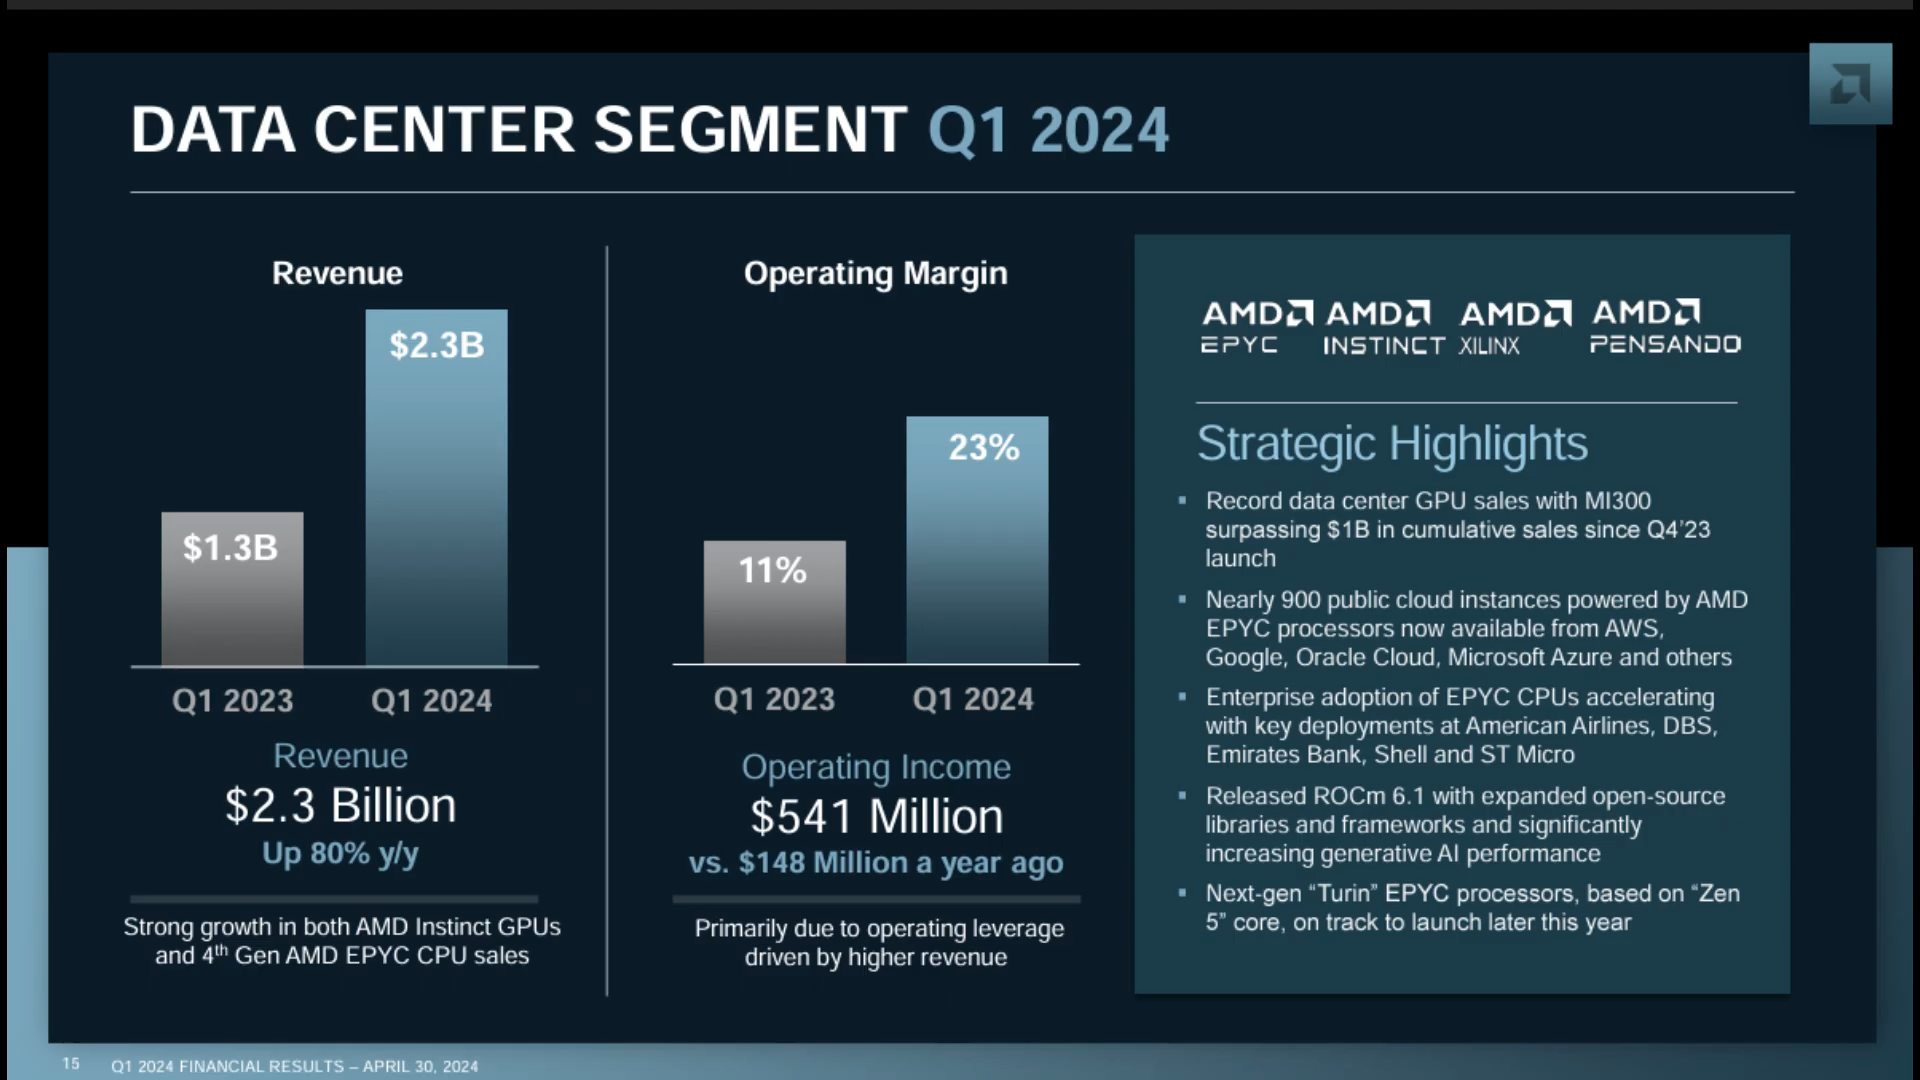 DATA CENTER SEGMENT Q1 2024
Revenue
$2.3B
$1.3B
Q1 2023 Q1 2024
Revenue
$2.3 Billion
Up 80% y/y
Strong growth in both AMD Instinct GPUs
and 4th Gen AMD EPYC CPU sales
Operating Margin
23%
11%
Q1 2023 Q1 2024
Operating Income
$541 Million
vs. $148 Million a year ago
Primarily due to operating leverage
driven by higher revenue
AMD AMD AMD AMD
EPYC INSTINCT XILINX PENSANDO
Strategic Highlights
▪ Record data center GPU sales with MI300
surpassing $1B in cumulative sales since Q4’23
launch
▪ Nearly 900 public cloud instances powered by AMD
EPYC processors now available from AWS,
Google, Oracle Cloud, Microsoft Azure and others
▪ Enterprise adoption of EPYC CPUs accelerating
with key deployments at American Airlines, DBS,
Emirates Bank, Shell and ST Micro
▪ Released ROCm 6.1 with expanded open-source
libraries and frameworks and significantly
increasing generative AI performance
▪ Next-gen “Turin” EPYC processors, based on “Zen
5” core, on track to launch later this year
15 Q1 2024 FINANCIAL RESULTS – APRIL 30, 2024